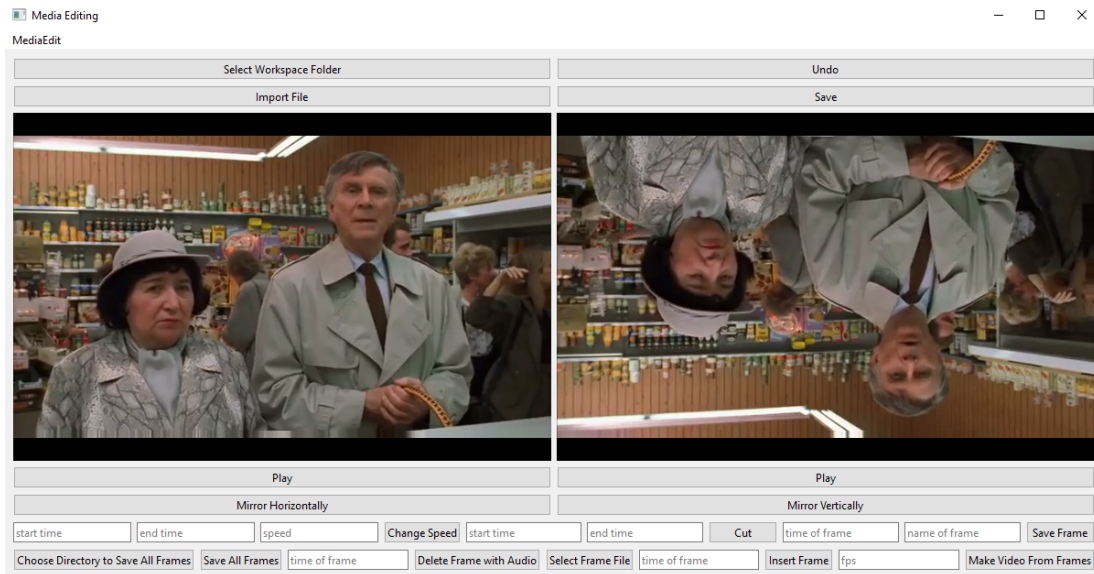 Media Editing
MediaEdit
Select Workspace Folder Undo
Import File Save
Play Play
Mirror Horizontally Mirror Vertically
start time end time speed Change Speed start time end time Cut time of frame name of frame Save Frame
Choose Directory to Save All Frames Save All Frames time of frame Delete Frame with Audio Select Frame File time of frame Insert Frame fps Make Video From Frames